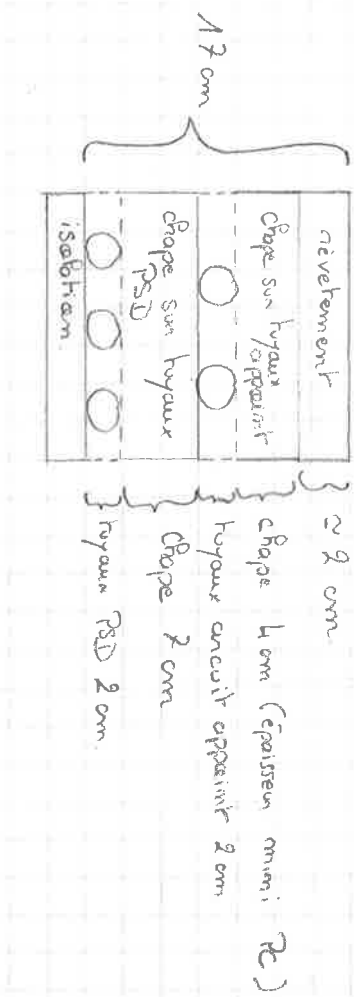 17 cm
revêtement
chape sur tuyaux
appoint
chape sur tuyaux
PSD
isolation
≈ 2 cm
chape 4 cm (épaisseur mini RC)
tuyaux circuit appoint 2 cm
chape 7 cm
tuyaux PSD 2 cm